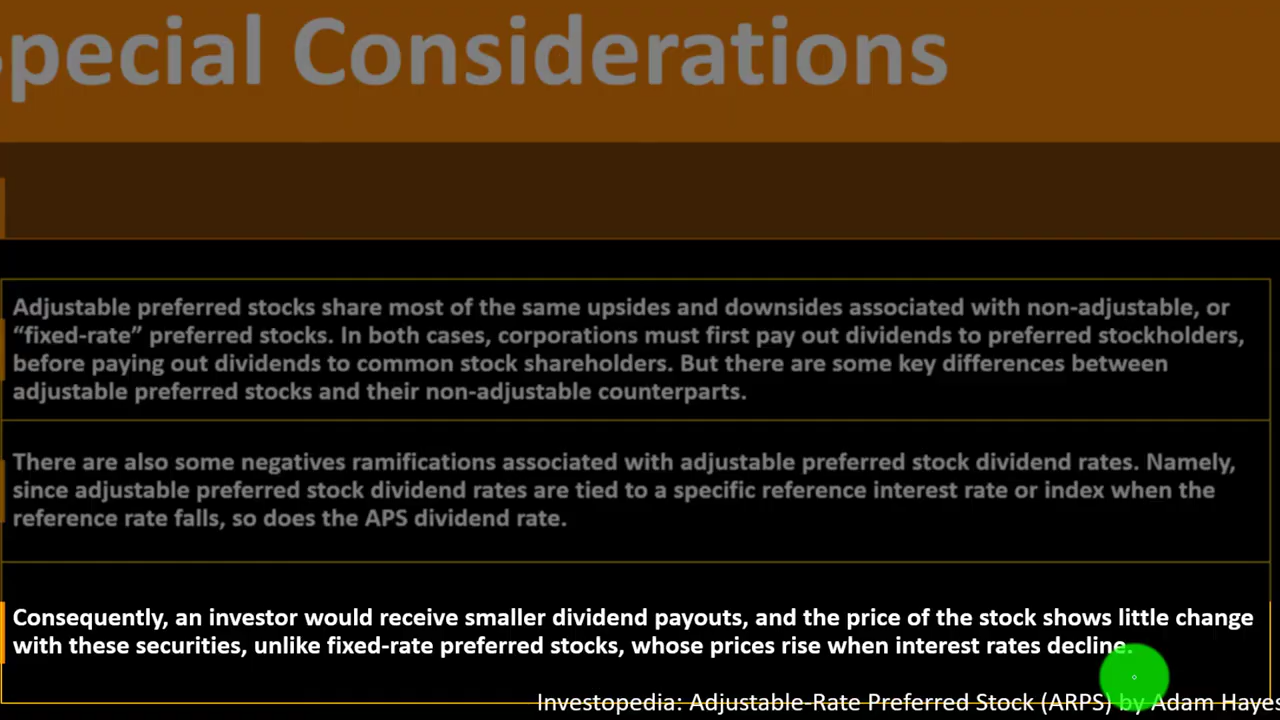 pecial Considerations
Adjustable preferred stocks share most of the same upsides and downsides associated with non-adjustable, or
“fixed-rate” preferred stocks. In both cases, corporations must first pay out dividends to preferred stockholders,
before paying out dividends to common stock shareholders. But there are some key differences between
adjustable preferred stocks and their non-adjustable counterparts.
There are also some negatives ramifications associated with adjustable preferred stock dividend rates. Namely,
since adjustable preferred stock dividend rates are tied to a specific reference interest rate or index when the
reference rate falls, so does the APS dividend rate.
Consequently, an investor would receive smaller dividend payouts, and the price of the stock shows little change
with these securities, unlike fixed-rate preferred stocks, whose prices rise when interest rates decline.
Investopedia: Adjustable-Rate Preferred Stock (ARPS) by Adam Hayes